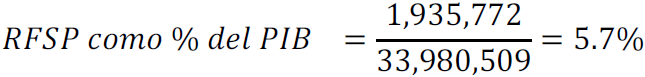 RFSP como % del PIB = 1,935,772 / 33,980,509 = 5.7%